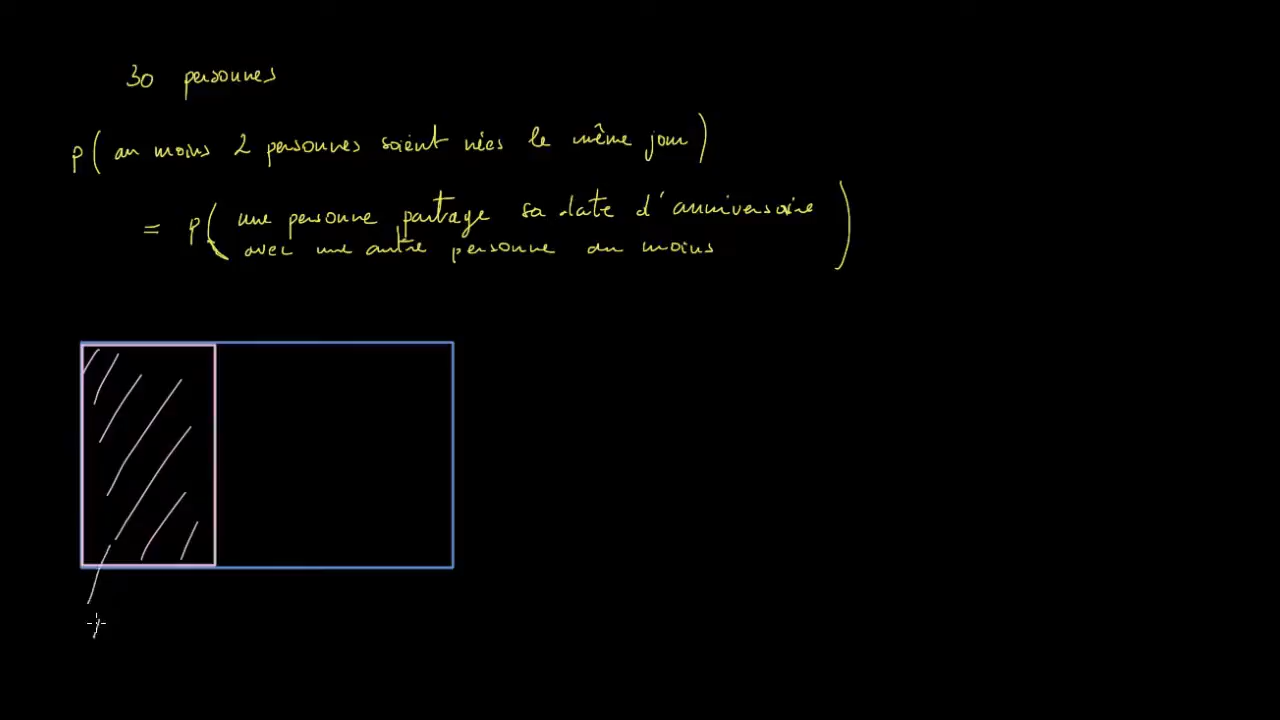 30 personnes
P( au moins 2 personnes soient nées le même jour)
= P( une personne partage sa date d'anniversaire
avec une autre personne au moins )